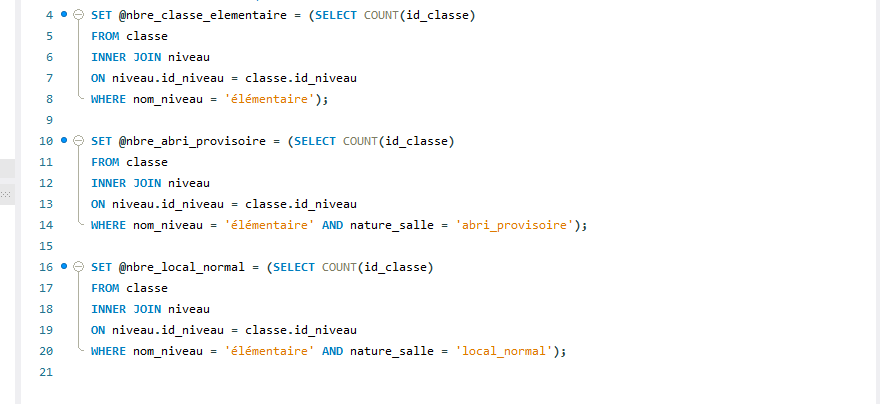 4 SET @nbre_classe_elementaire = (SELECT COUNT(id_classe)
5 FROM classe
6 INNER JOIN niveau
7 ON niveau.id_niveau = classe.id_niveau
8 WHERE nom_niveau = 'élémentaire');
9
10 SET @nbre_abri_provisoire = (SELECT COUNT(id_classe)
11 FROM classe
12 INNER JOIN niveau
13 ON niveau.id_niveau = classe.id_niveau
14 WHERE nom_niveau = 'élémentaire' AND nature_salle = 'abri_provisoire');
15
16 SET @nbre_local_normal = (SELECT COUNT(id_classe)
17 FROM classe
18 INNER JOIN niveau
19 ON niveau.id_niveau = classe.id_niveau
20 WHERE nom_niveau = 'élémentaire' AND nature_salle = 'local_normal');
21